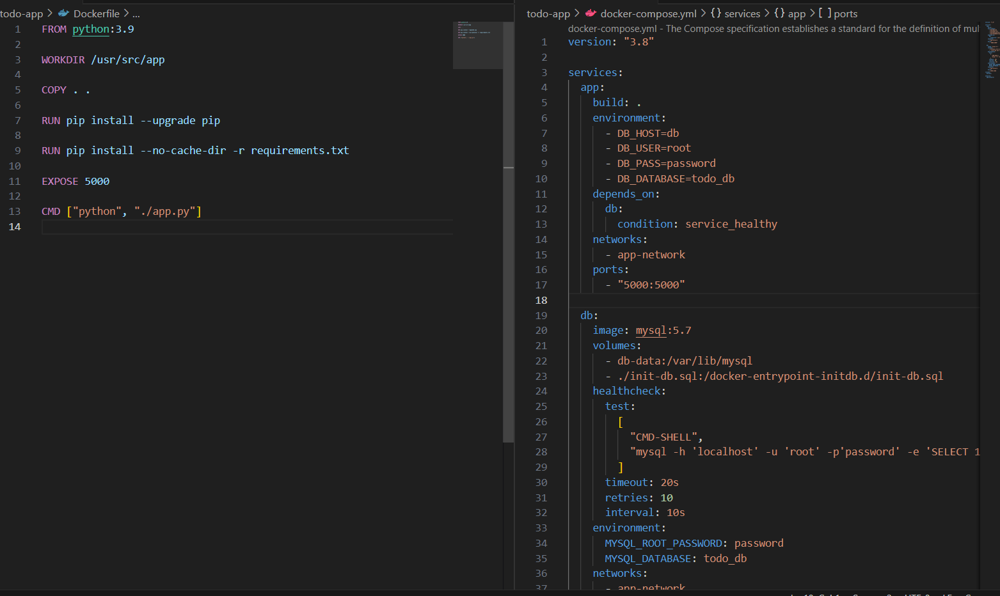 todo-app > Dockerfile > ...
1 FROM python:3.9
2
3 WORKDIR /usr/src/app
4
5 COPY . .
6
7 RUN pip install --upgrade pip
8
9 RUN pip install --no-cache-dir -r requirements.txt
10
11 EXPOSE 5000
12
13 CMD ["python", "./app.py"]
14
todo-app > docker-compose.yml > {} services > {} app > [ ] ports
docker-compose.yml - The Compose specification establishes a standard for the definition of mul
1 version: "3.8"
2
3 services:
4   app:
5     build: .
6     environment:
7       - DB_HOST=db
8       - DB_USER=root
9       - DB_PASS=password
10       - DB_DATABASE=todo_db
11     depends_on:
12       db:
13         condition: service_healthy
14     networks:
15       - app-network
16     ports:
17       - "5000:5000"
18
19   db:
20     image: mysql:5.7
21     volumes:
22       - db-data:/var/lib/mysql
23       - ./init-db.sql:/docker-entrypoint-initdb.d/init-db.sql
24     healthcheck:
25       test:
26         [
27           "CMD-SHELL",
28           "mysql -h 'localhost' -u 'root' -p'password' -e 'SELECT 1
29         ]
30       timeout: 20s
31       retries: 10
32       interval: 10s
33     environment:
34       MYSQL_ROOT_PASSWORD: password
35       MYSQL_DATABASE: todo_db
36     networks:
37       - app-network